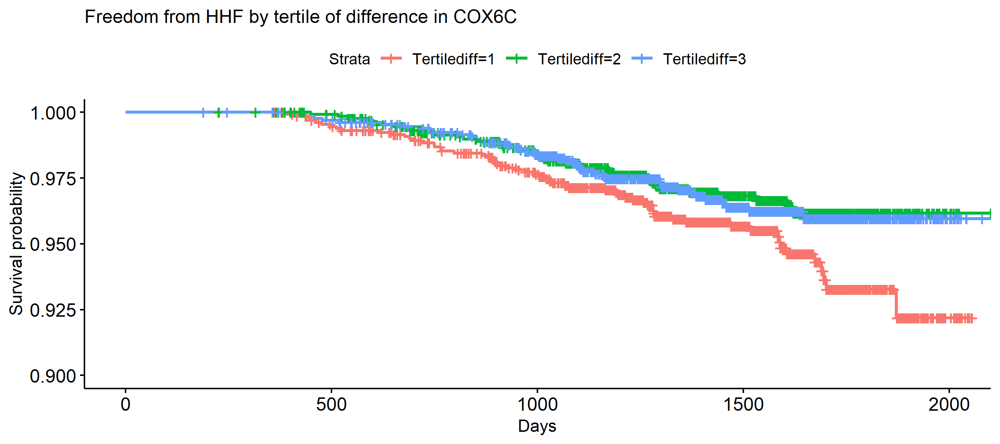 Freedom from HHF by tertile of difference in COX6C
Strata Tertilediff=1 Tertilediff=2 Tertilediff=3
Survival probability
1.000
0.975
0.950
0.925
0.900
0 500 1000 1500 2000
Days